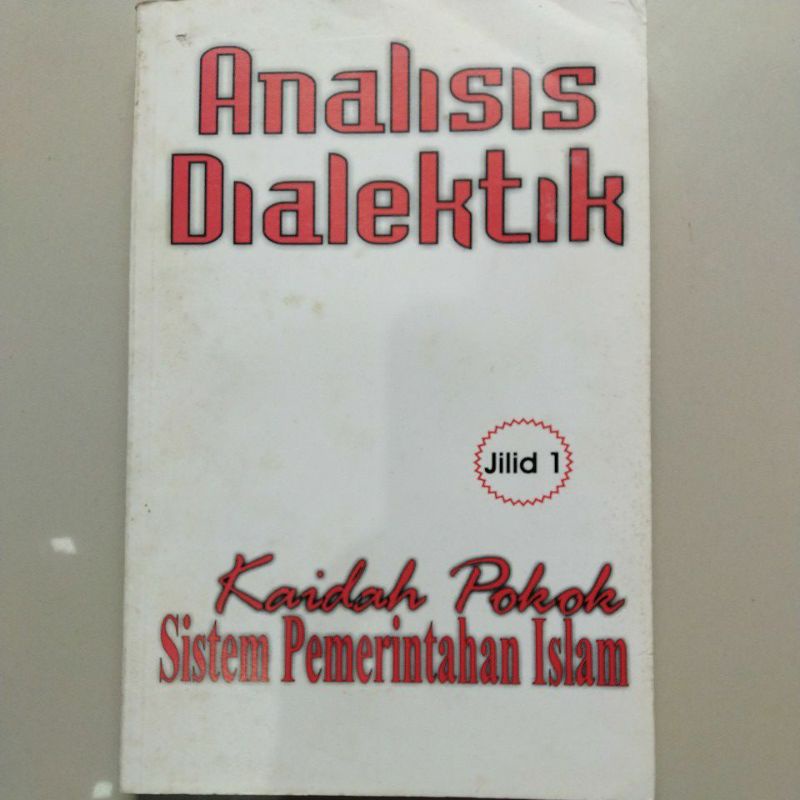 Analisis
Dialektik
Jilid 1
Kaidah Pokok
Sistem Pemerintahan Islam